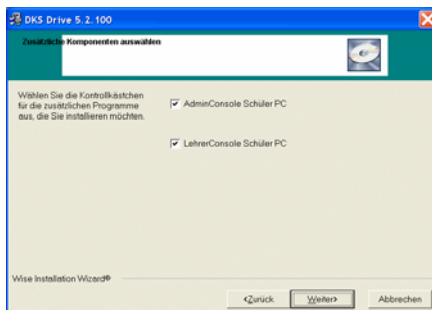 DKS Drive 5.2.100
Zusätzliche Komponenten auswählen
Wählen Sie die Kontrollkästchen
für die zusätzlichen Programme
aus, die Sie installieren möchten.
AdminConsole Schüler PC
LehrerConsole Schüler PC
Wise Installation Wizard®
<Zurück
Weiter>
Abbrechen